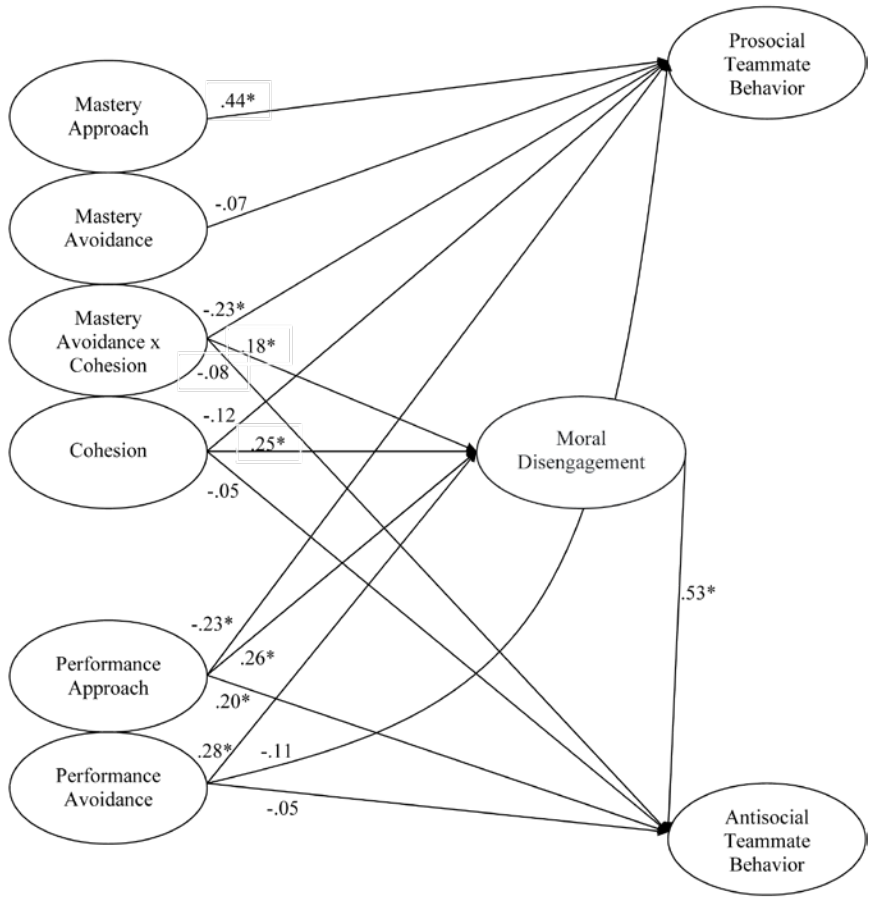 Prosocial
Teammate
Behavior
Mastery
Approach
.44*
Mastery
Avoidance
-.07
Mastery
Avoidance x
Cohesion
-.23*
.18*
-.08
Cohesion
-.12
.25*
-.05
Moral
Disengagement
.53*
Performance
Approach
-.23*
.26*
.20*
Performance
Avoidance
.28*
-.11
-.05
Antisocial
Teammate
Behavior